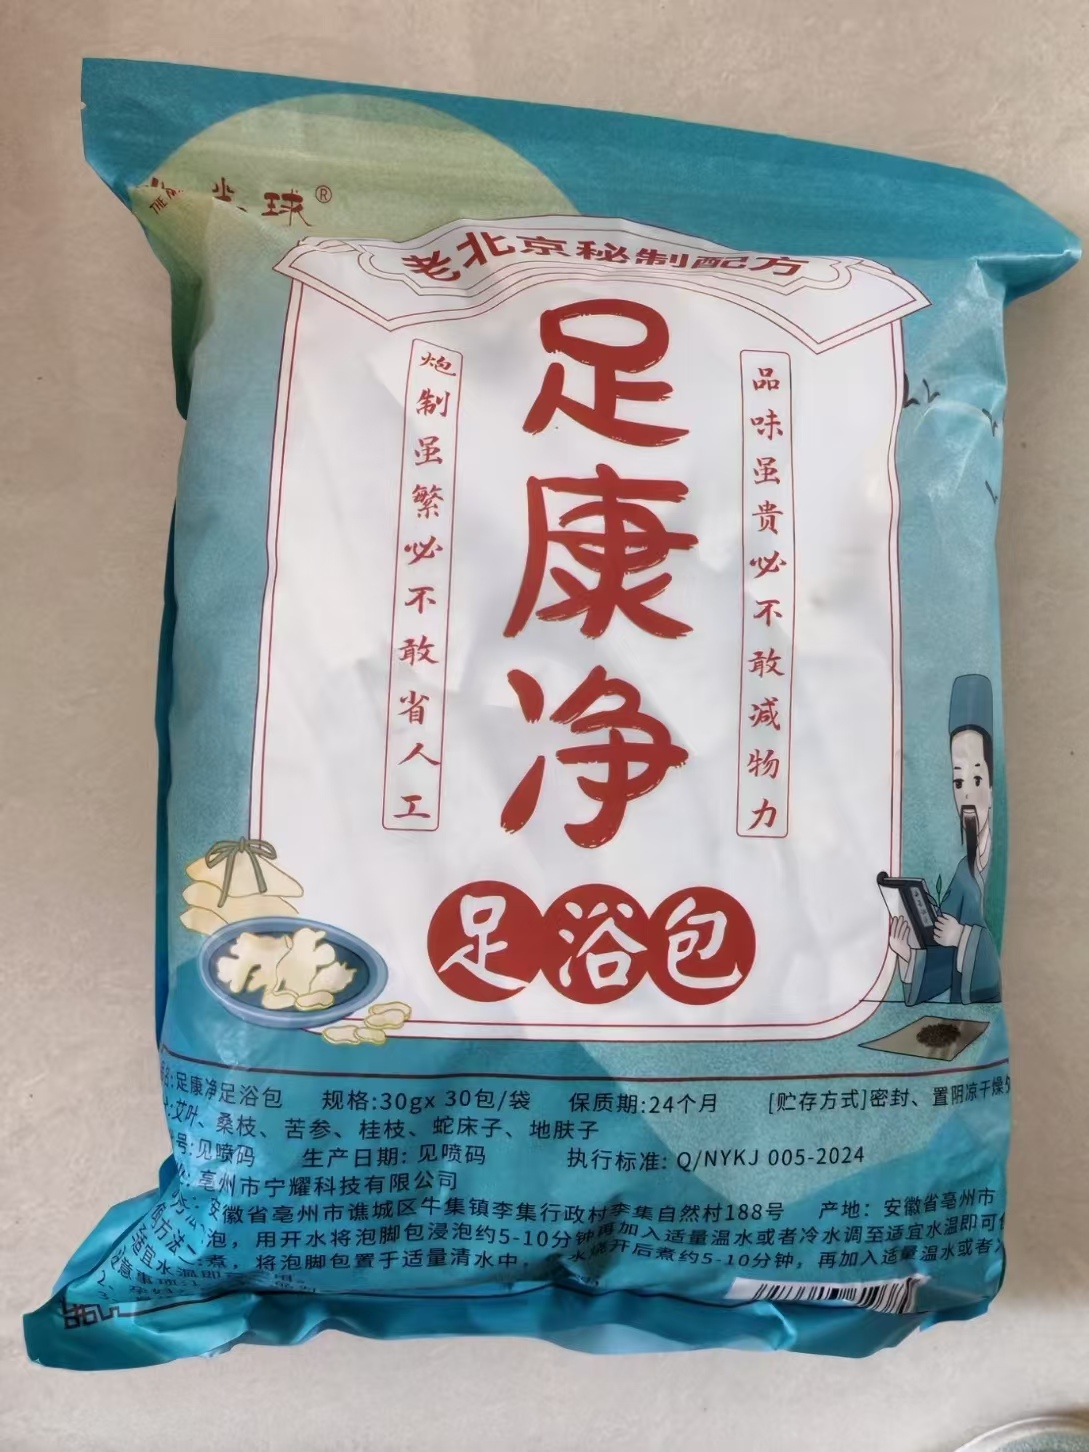 球®
老北京秘制配方
炮制虽繁必不敢省人工
品味虽贵必不敢减物力
足康净
足浴包
足康净足浴包 规格:30gx 30包/袋 保质期:24个月 [贮存方式]密封、置阴凉干燥
艾叶、桑枝、苦参、桂枝、蛇床子、地肤子
号:见喷码 生产日期: 见喷码 执行标准: Q/NYKJ 005-2024
亳州市宁耀科技有限公司
安徽省亳州市谯城区牛集镇李集行政村李集自然村188号 产地: 安徽省亳州市
泡，用开水将泡脚包浸泡约5-10分钟再加入适量温水或者冷水调至适宜水温即可
方法二:煮，将泡脚包置于适量清水中，水烧开后煮约5-10分钟，再加入适量温水或者
适宜水温即